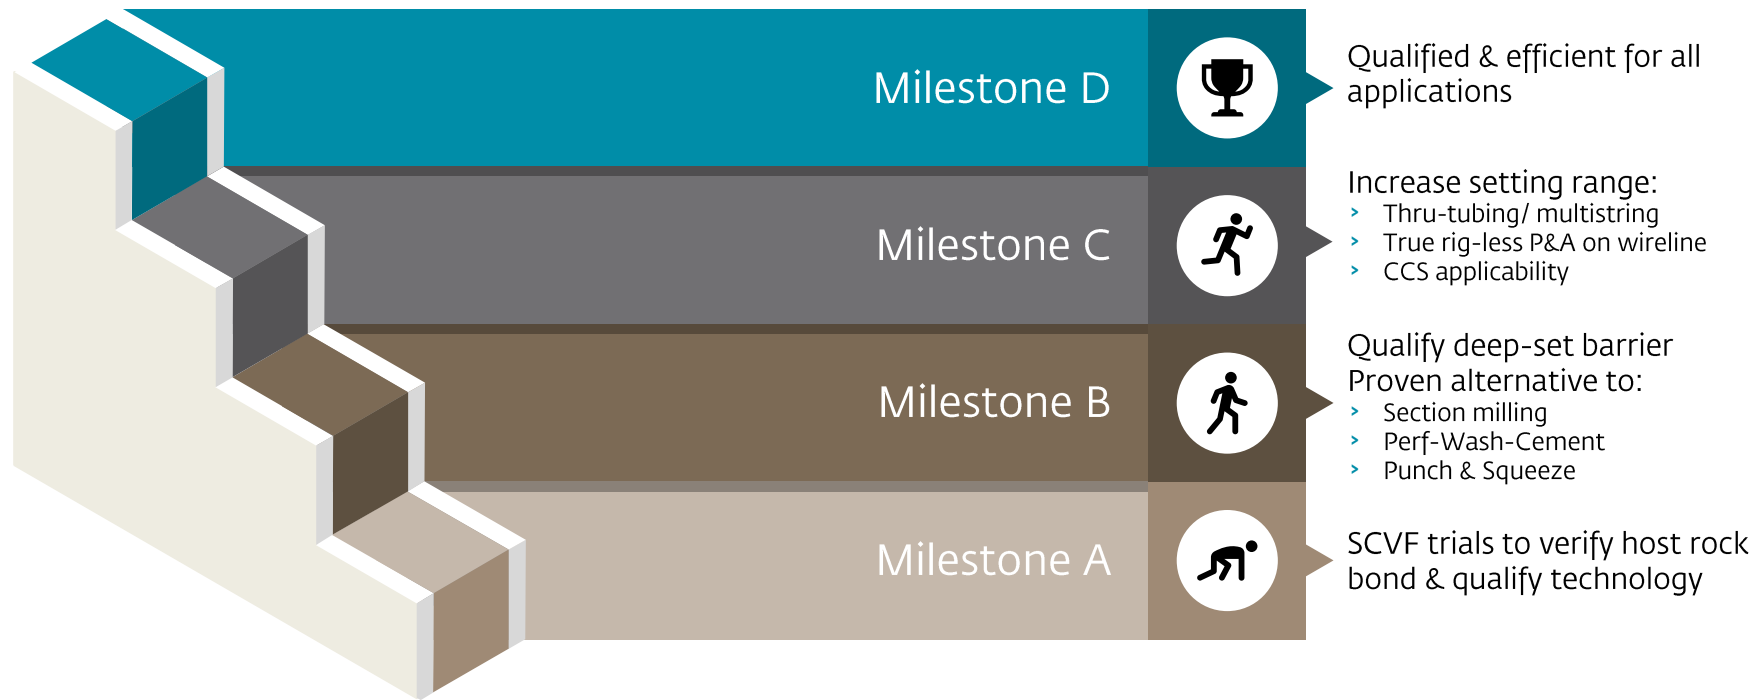 Milestone D
Qualified & efficient for all
applications
Milestone C
Increase setting range:
› Thru-tubing/ multistring
› True rig-less P&A on wireline
› CCS applicability
Milestone B
Qualify deep-set barrier
Proven alternative to:
› Section milling
› Perf-Wash-Cement
› Punch & Squeeze
Milestone A
SCVF trials to verify host rock
bond & qualify technology